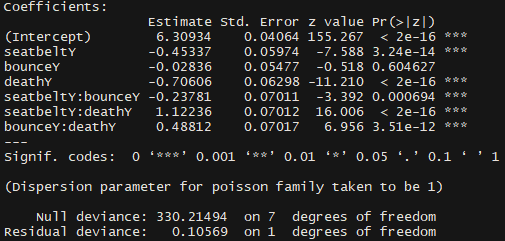 Coefficients:
Estimate Std. Error z value Pr(>|z|)
(Intercept) 6.30934 0.04064 155.267 < 2e-16 ***
seatbeltY -0.45337 0.05974 -7.588 3.24e-14 ***
bounceY -0.02836 0.05477 -0.518 0.604627
deathY -0.70606 0.06298 -11.210 < 2e-16 ***
seatbeltY:bounceY -0.23781 0.07011 -3.392 0.000694 ***
seatbeltY:deathY 1.12236 0.07012 16.006 < 2e-16 ***
bounceY:deathY 0.48812 0.07017 6.956 3.51e-12 ***
---
Signif. codes: 0 ‘***’ 0.001 ‘**’ 0.01 ‘*’ 0.05 ‘.’ 0.1 ‘ ’ 1
(Dispersion parameter for poisson family taken to be 1)
Null deviance: 330.21494 on 7 degrees of freedom
Residual deviance: 0.10569 on 1 degrees of freedom